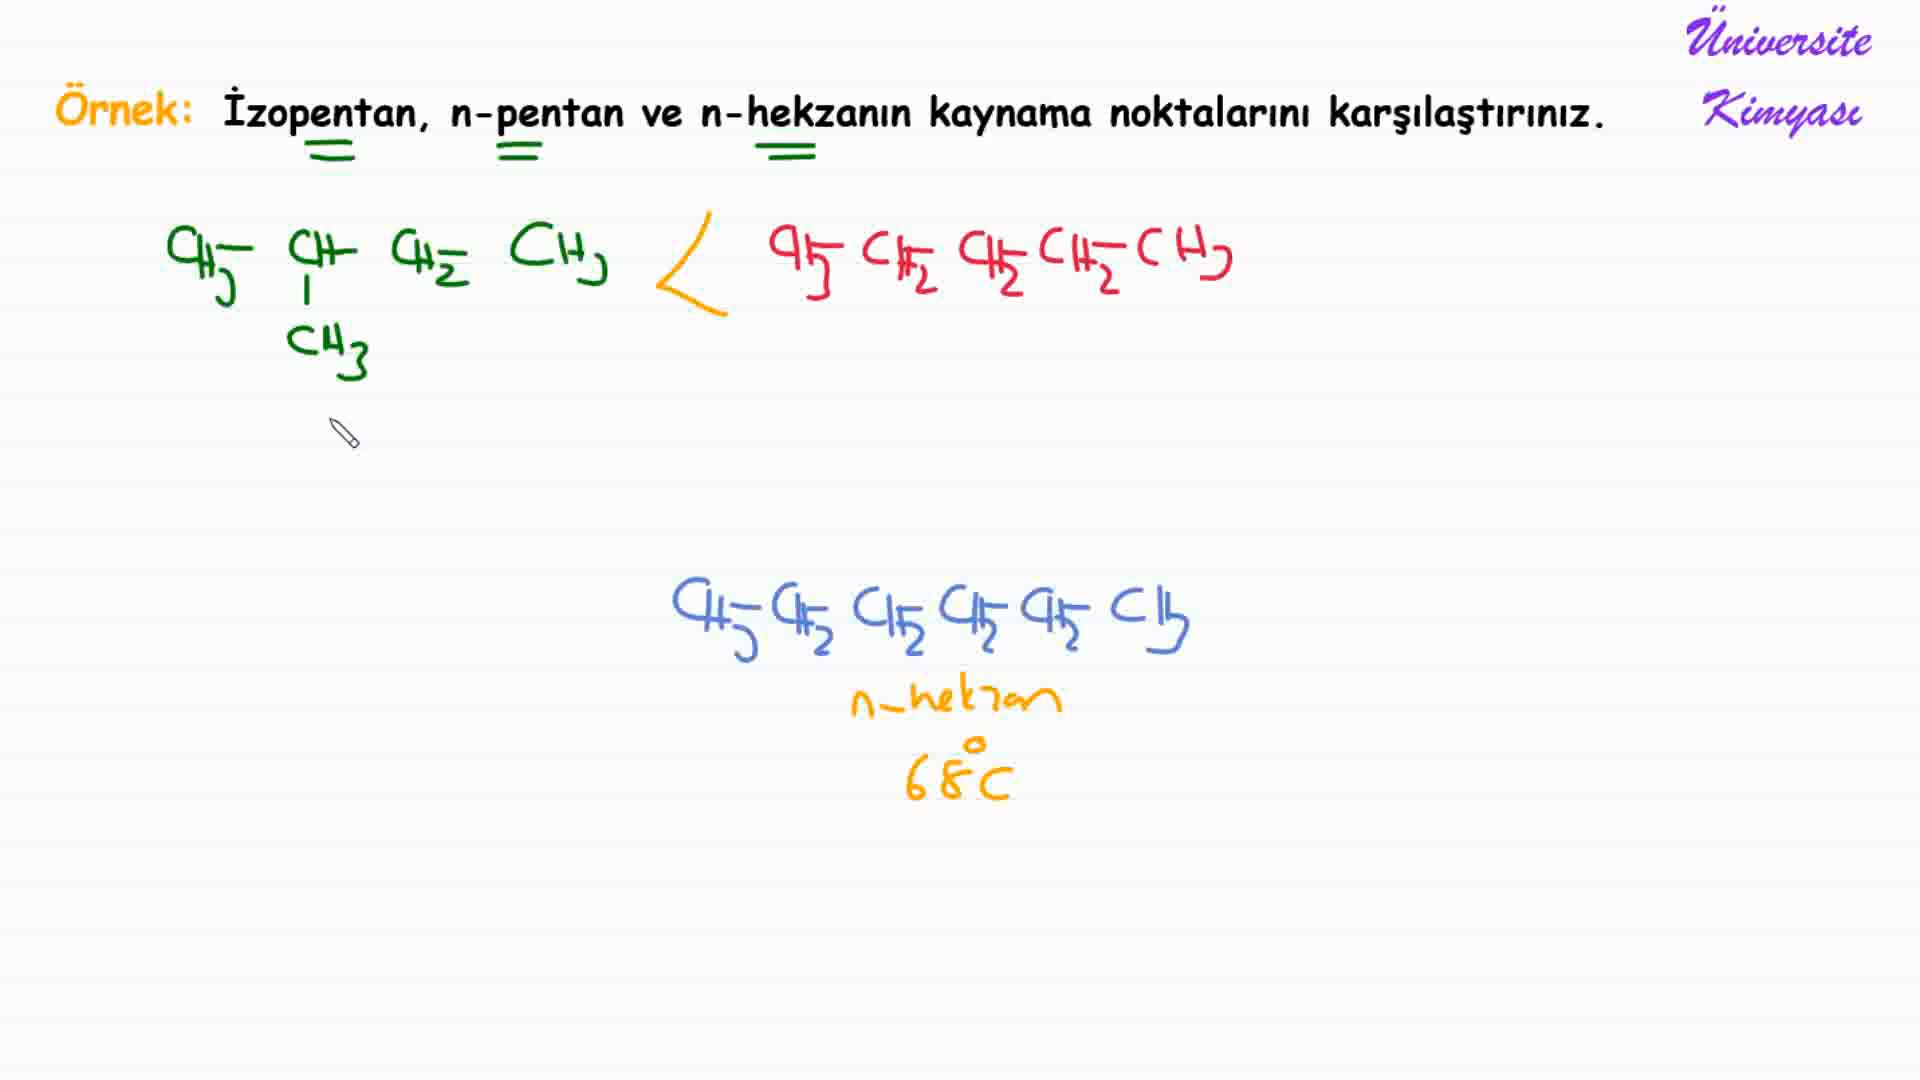 Üniversite
Kimyası
Örnek: İzopentan, n-pentan ve n-hekzanın kaynama noktalarını karşılaştırınız.
CH3- CH- CH2- CH3 < CH3- CH2- CH2- CH2- CH3
CH3
CH3- CH2- CH2- CH2- CH2- CH3
n-hekzan
68°C